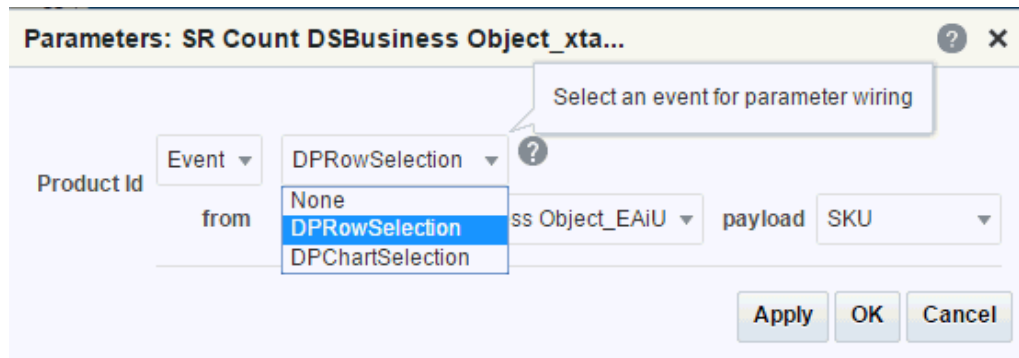 Parameters: SR Count DSBusiness Object_xta...
Select an event for parameter wiring
Product Id Event DPRowSelection
None
from DPRowSelection ss Object_EAiU payload SKU
DPChartSelection
Apply OK Cancel